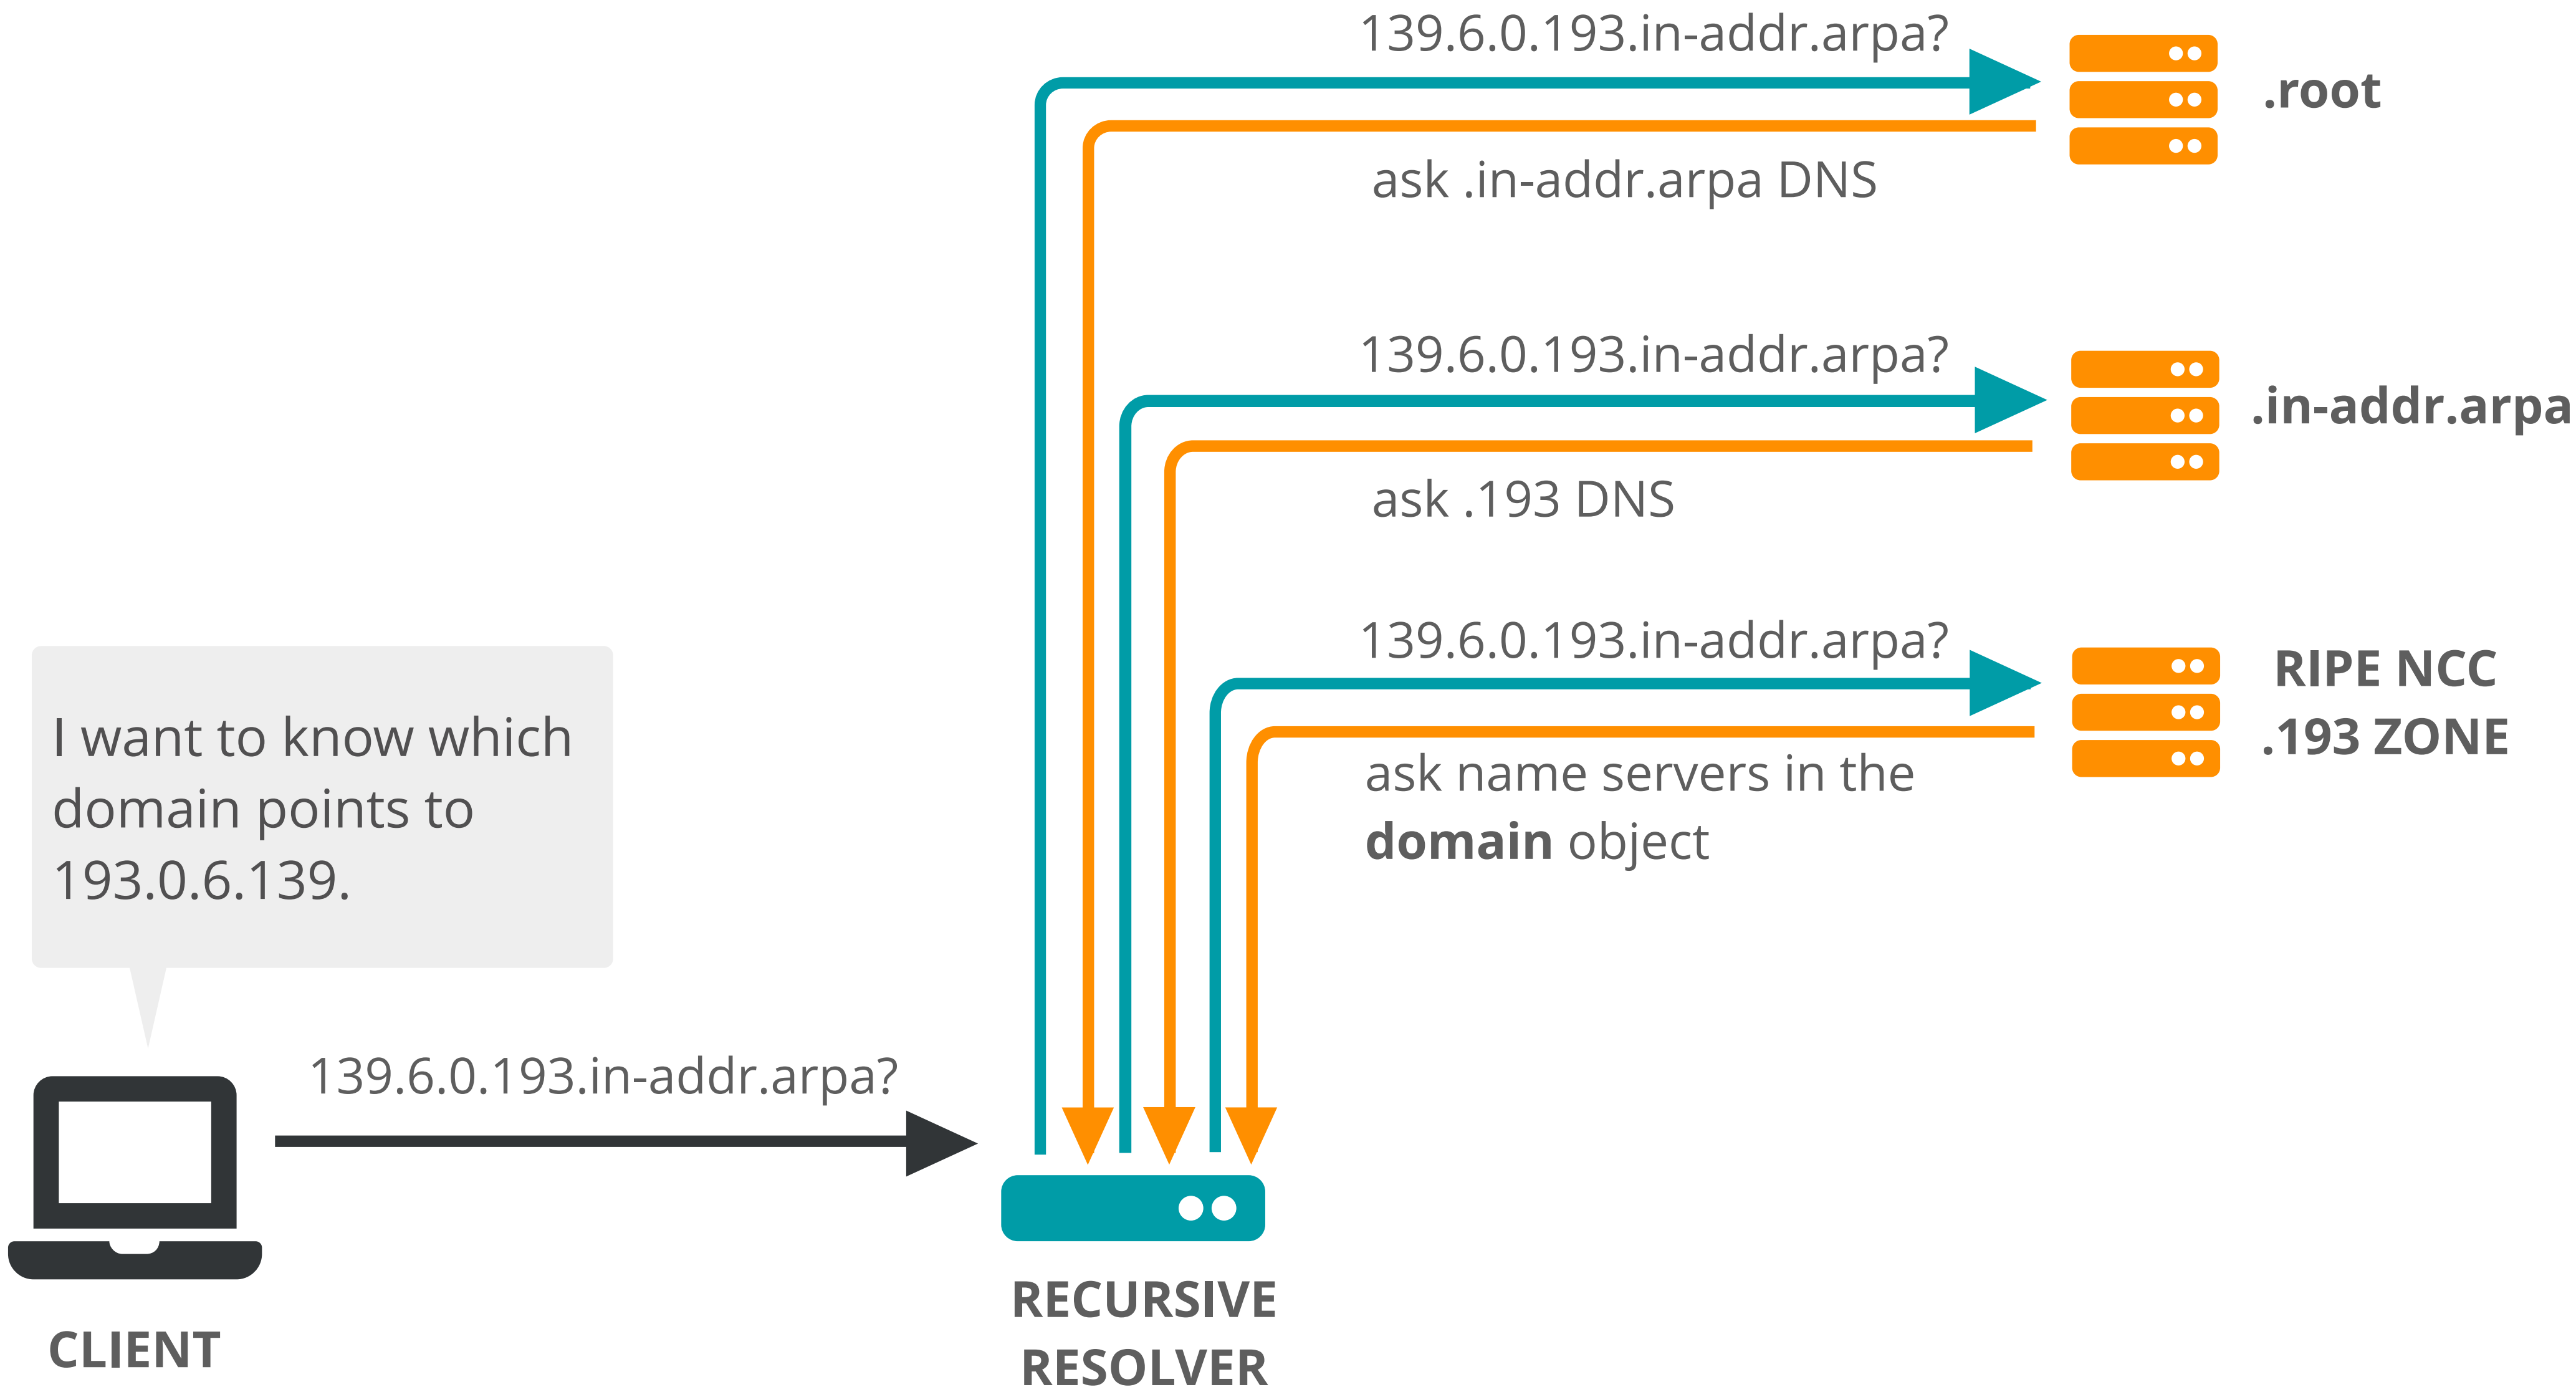 139.6.0.193.in-addr.arpa?
.root
ask .in-addr.arpa DNS
139.6.0.193.in-addr.arpa?
.in-addr.arpa
ask .193 DNS
139.6.0.193.in-addr.arpa?
RIPE NCC
.193 ZONE
ask name servers in the
domain object
I want to know which
domain points to
193.0.6.139.
139.6.0.193.in-addr.arpa?
CLIENT
RECURSIVE
RESOLVER